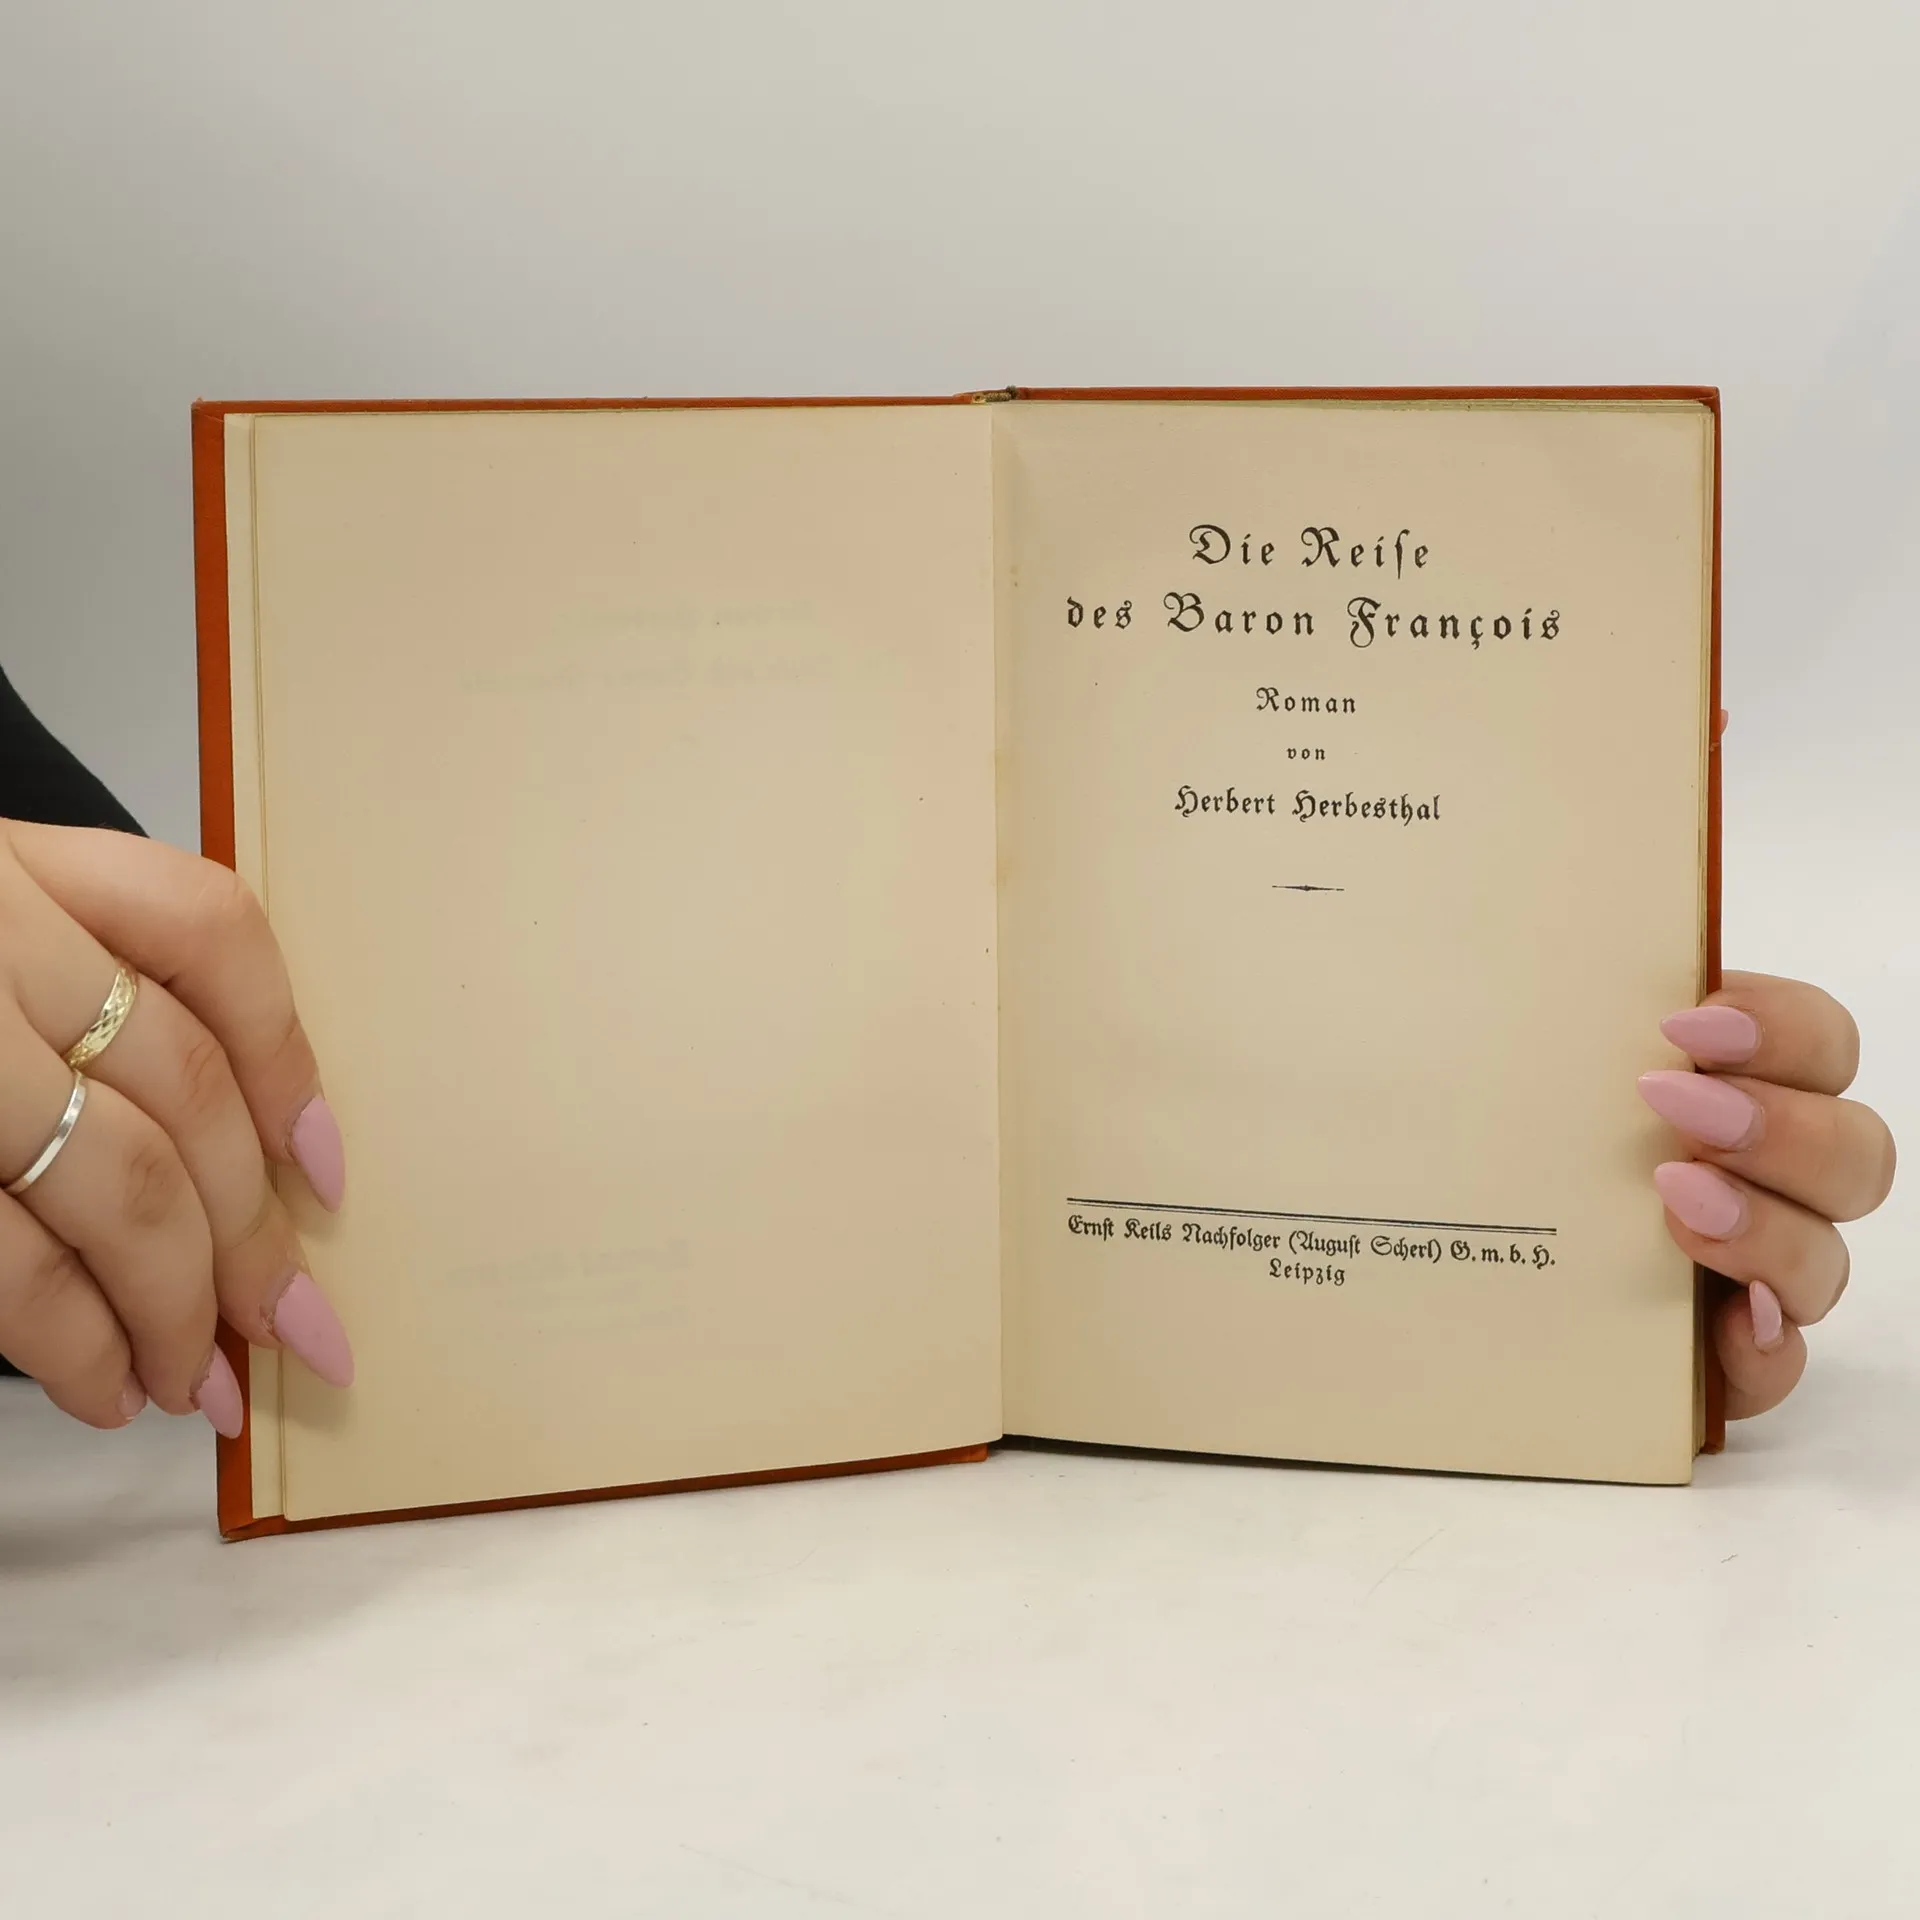 Die Reiſe
des Baron François
Roman
von
Herbert Herbesthal
Ernſt Keils Nachfolger (Auguſt Scherl) G. m. b. H.
Leipzig